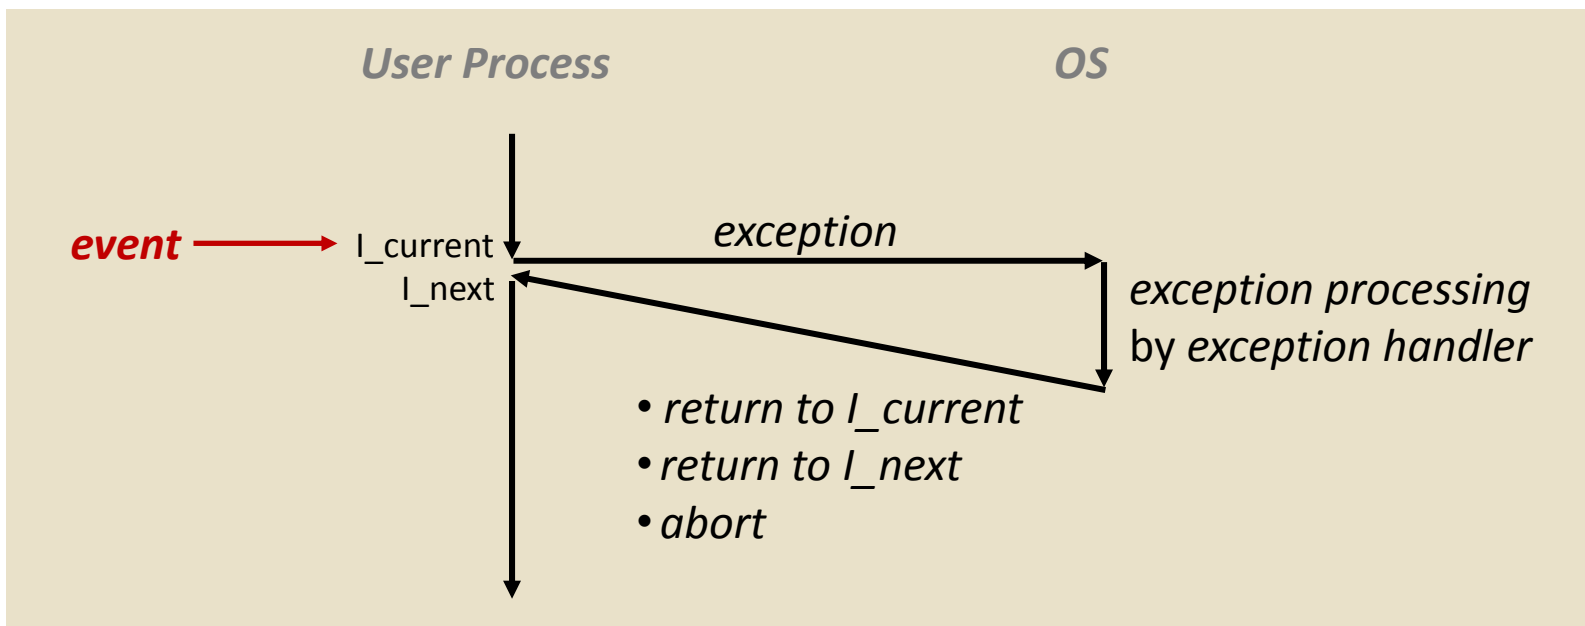 User Process
OS
event
I_current
exception
I_next
exception processing
by exception handler
• return to I_current
• return to I_next
• abort